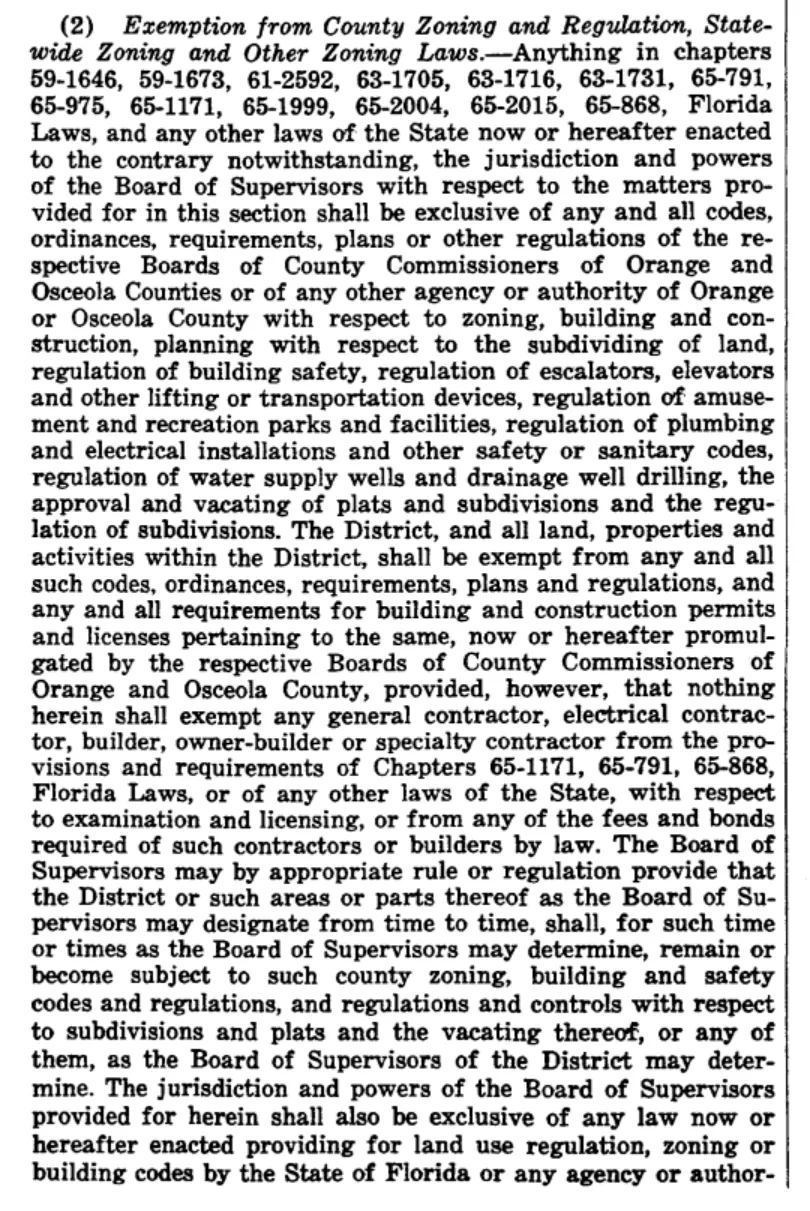 (2) Exemption from County Zoning and Regulation, State-
wide Zoning and Other Zoning Laws.—Anything in chapters
59-1646, 59-1673, 61-2592, 63-1705, 63-1716, 63-1731, 65-791,
65-975, 65-1171, 65-1999, 65-2004, 65-2015, 65-868, Florida
Laws, and any other laws of the State now or hereafter enacted
to the contrary notwithstanding, the jurisdiction and powers
of the Board of Supervisors with respect to the matters pro-
vided for in this section shall be exclusive of any and all codes,
ordinances, requirements, plans or other regulations of the re-
spective Boards of County Commissioners of Orange and
Osceola Counties or of any other agency or authority of Orange
or Osceola County with respect to zoning, building and con-
struction, planning with respect to the subdividing of land,
regulation of building safety, regulation of escalators, elevators
and other lifting or transportation devices, regulation of amuse-
ment and recreation parks and facilities, regulation of plumbing
and electrical installations and other safety or sanitary codes,
regulation of water supply wells and drainage well drilling, the
approval and vacating of plats and subdivisions and the regu-
lation of subdivisions. The District, and all land, properties and
activities within the District, shall be exempt from any and all
such codes, ordinances, requirements, plans and regulations, and
any and all requirements for building and construction permits
and licenses pertaining to the same, now or hereafter promul-
gated by the respective Boards of County Commissioners of
Orange and Osceola County, provided, however, that nothing
herein shall exempt any general contractor, electrical contrac-
tor, builder, owner-builder or specialty contractor from the pro-
visions and requirements of Chapters 65-1171, 65-791, 65-868,
Florida Laws, or of any other laws of the State, with respect
to examination and licensing, or from any of the fees and bonds
required of such contractors or builders by law. The Board of
Supervisors may by appropriate rule or regulation provide that
the District or such areas or parts thereof as the Board of Su-
pervisors may designate from time to time, shall, for such time
or times as the Board of Supervisors may determine, remain or
become subject to such county zoning, building and safety
codes and regulations, and regulations and controls with respect
to subdivisions and plats and the vacating thereof, or any of
them, as the Board of Supervisors of the District may deter-
mine. The jurisdiction and powers of the Board of Supervisors
provided for herein shall also be exclusive of any law now or
hereafter enacted providing for land use regulation, zoning or
building codes by the State of Florida or any agency or author-